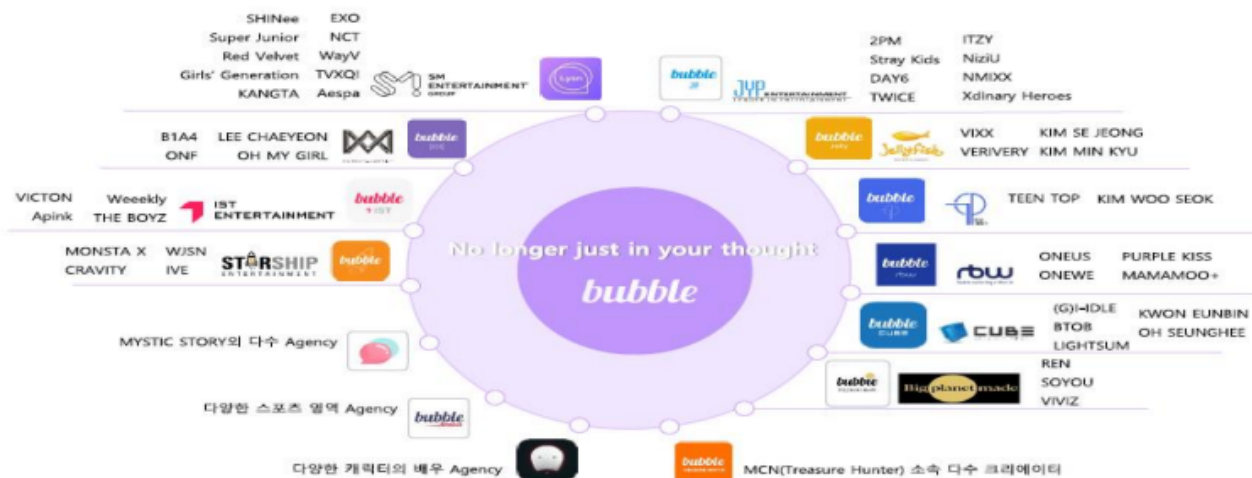 SHINee EXO
Super Junior NCT
Red Velvet WayV
Girls' Generation TVXQ!
KANGTA Aespa
SM
ENTERTAINMENT
GROUP
Lysn
bubble
JYP ENTERTAINMENT
2PM ITZY
Stray Kids NiziU
DAY6 NMIXX
TWICE Xdinary Heroes
B1A4 LEE CHAEYEON
ONF OH MY GIRL
bubble
bubble
Jelly
Jellyfish
VIXX KIM SE JEONG
VERIVERY KIM MIN KYU
VICTON Weeekly
Apink THE BOYZ
IST
ENTERTAINMENT
bubble
IST
bubble
TEEN TOP KIM WOO SEOK
MONSTA X WJSN
CRAVITY IVE
STARSHIP
ENTERTAINMENT
No longer just in your thought
bubble
bubble
rbw
rbw
ONEUS PURPLE KISS
ONEWE MAMAMOO+
bubble
CUBE
CUBE
(G)I-IDLE KWON EUNBIN
BTOB OH SEUNGHEE
LIGHTSUM
MYSTIC STORY의 다수 Agency
bubble
Bigplanetmade
REN
SOYOU
VIVIZ
다양한 스포츠 영역 Agency
bubble
다양한 캐릭터의 배우 Agency
bubble
MCN(Treasure Hunter) 소속 다수 크리에이터